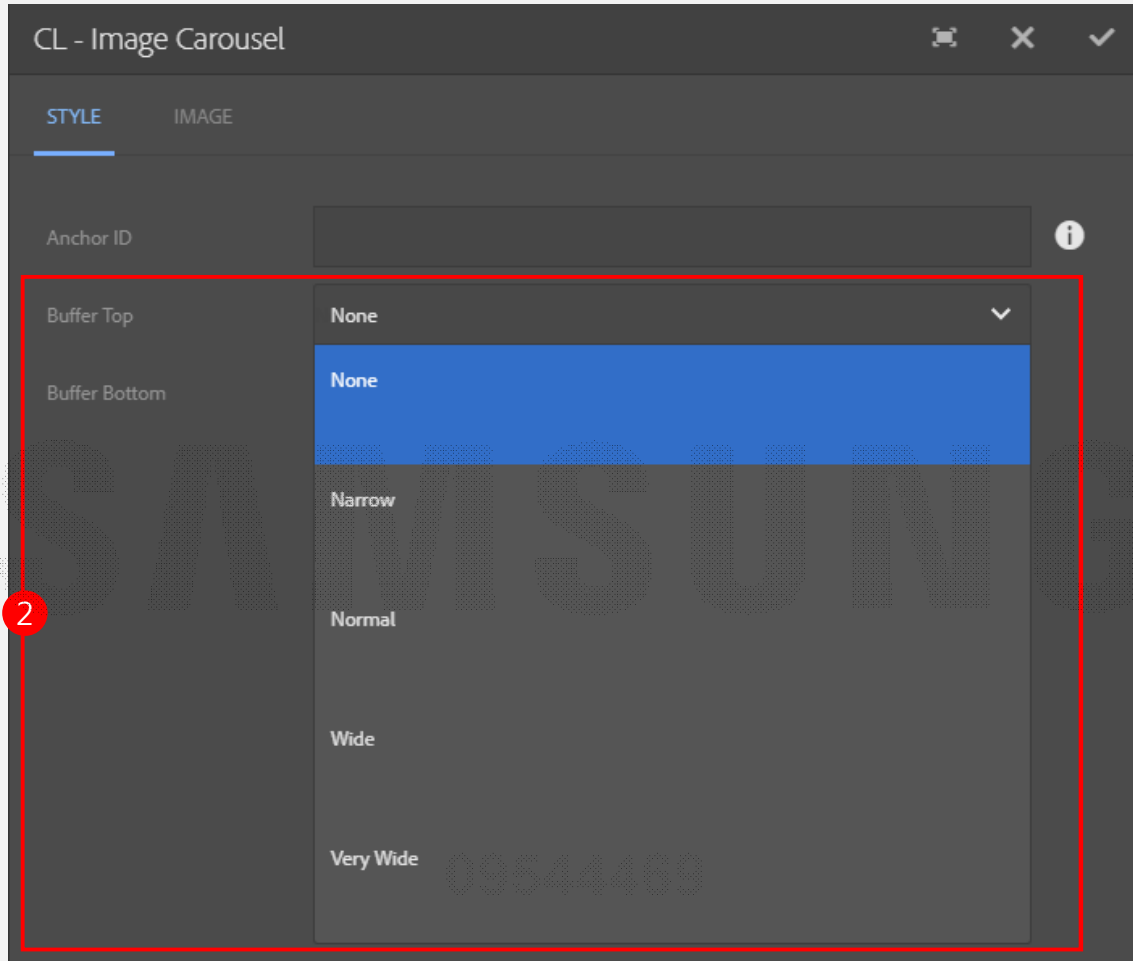 CL - Image Carousel
STYLE IMAGE
Anchor ID
Buffer Top None
None
Buffer Bottom
Narrow
SAMSUNG
2
Normal
Wide
Very Wide
09544469